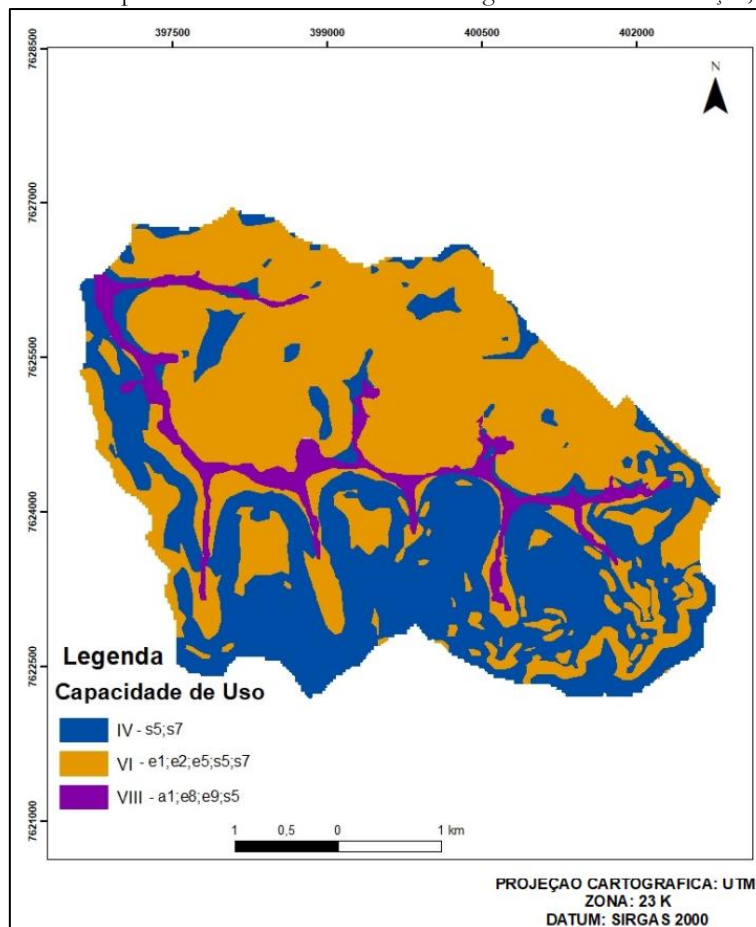 397500 399000 400500 402000
7628500
N
7627000
7625500
7624000
7622500
7621000
Legenda
Capacidade de Uso
IV - s5;s7
VI - e1;e2;e5;s5;s7
VIII - a1;e8;e9;s5
1 0,5 0 1 km
PROJEÇAO CARTOGRAFICA: UTM
ZONA: 23 K
DATUM: SIRGAS 2000